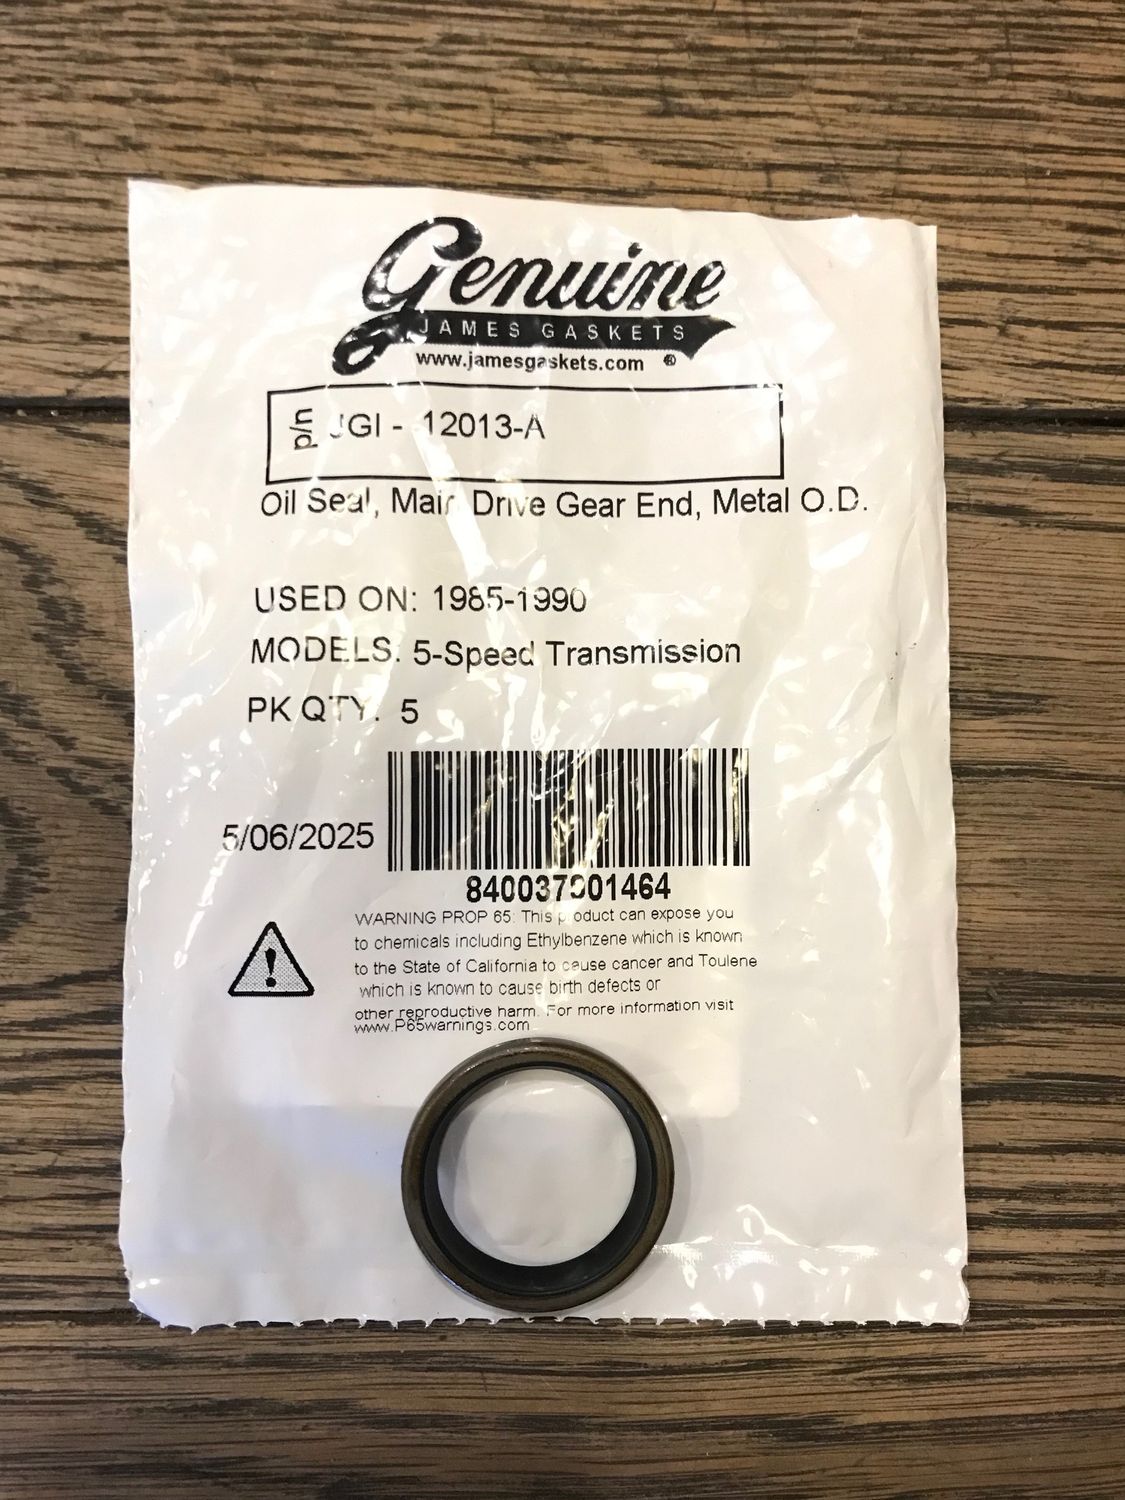 Genuine
JAMES GASKETS
www.jamesgaskets.com ®
p/n JGI - 12013-A
Oil Seal, Main Drive Gear End, Metal O.D.
USED ON: 1985-1990
MODELS: 5-Speed Transmission
PK QTY. 5
5/06/2025
840037901464
WARNING PROP 65: This product can expose you
to chemicals including Ethylbenzene which is known
to the State of California to cause cancer and Toulene
which is known to cause birth defects or
other reproductive harm. For more information visit
www.P65warnings.com